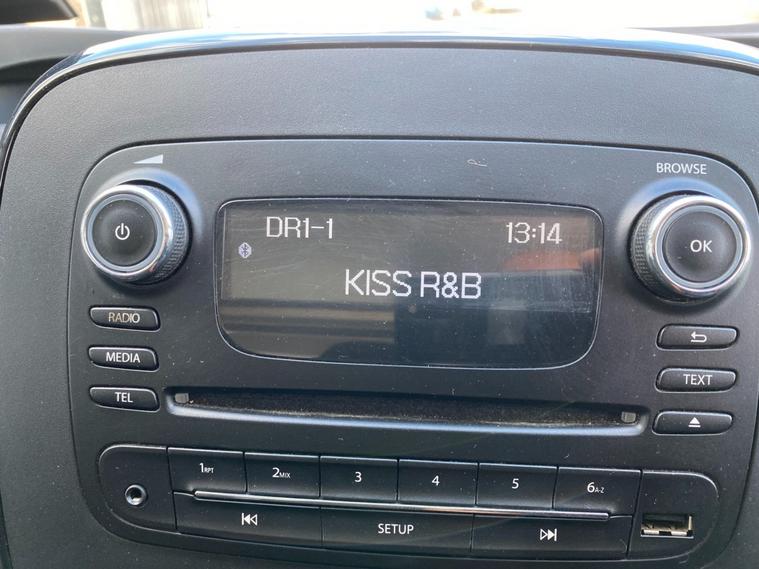 BROWSE
DR1-1 13:14
KISS R&B
OK
RADIO
MEDIA
TEL
TEXT
1RPT 2MIX 3 4 5 6A-Z
SETUP